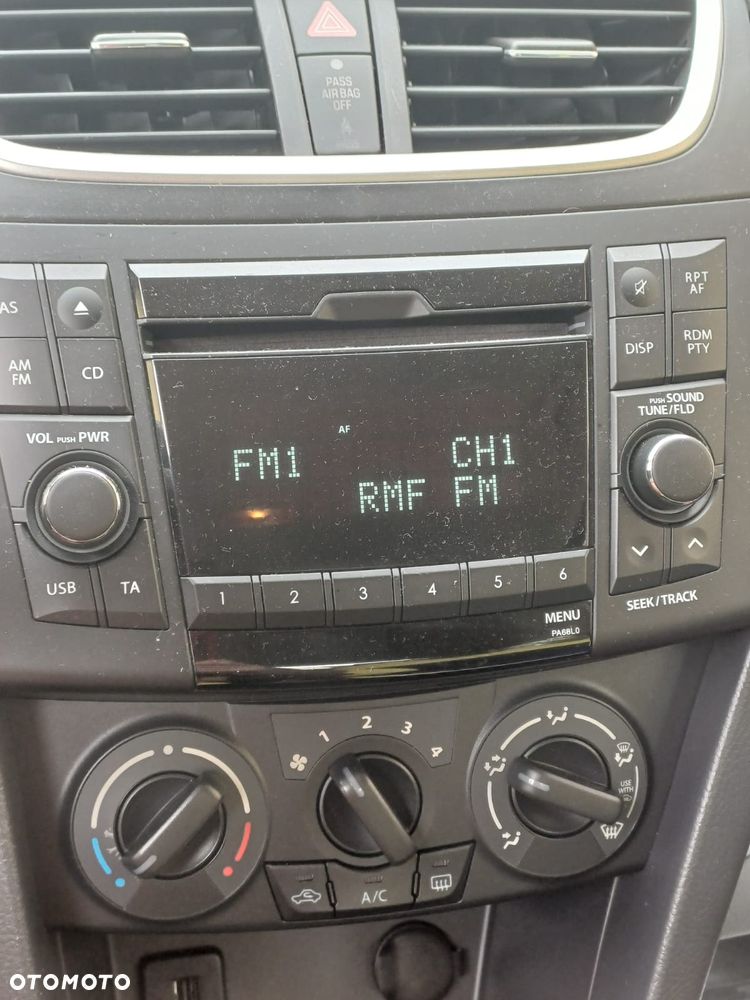 PASS
AIR BAG
OFF
AS
RPT
AF
AM
FM
CD
DISP
RDM
PTY
VOL PUSH PWR
PUSH SOUND
TUNE/FLD
AF
FM1
CH1
RMF FM
USB
TA
1
2
3
4
5
6
SEEK/TRACK
MENU
PA68L0
1
2
3
4
USE
WITH
A/C
OTOMOTO